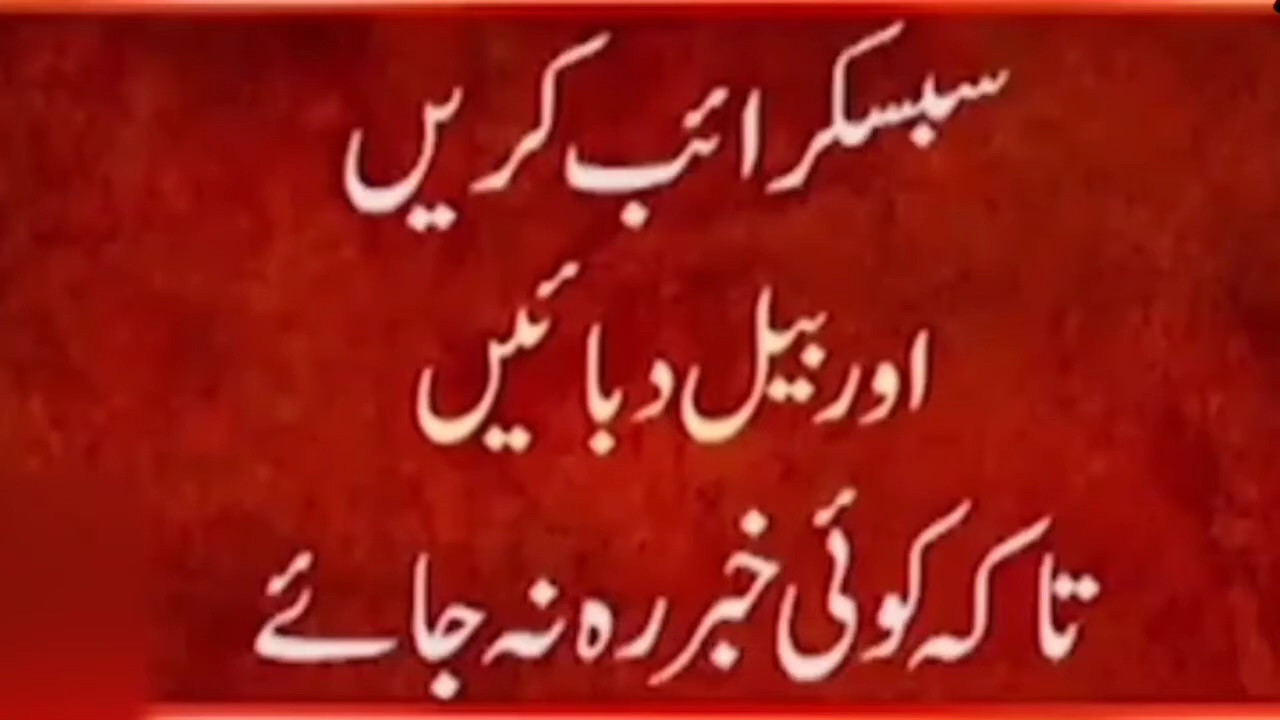 سبسکرائب کریں
اور بیل دبائیں
تاکہ کوئی خبر رہ نہ جائے